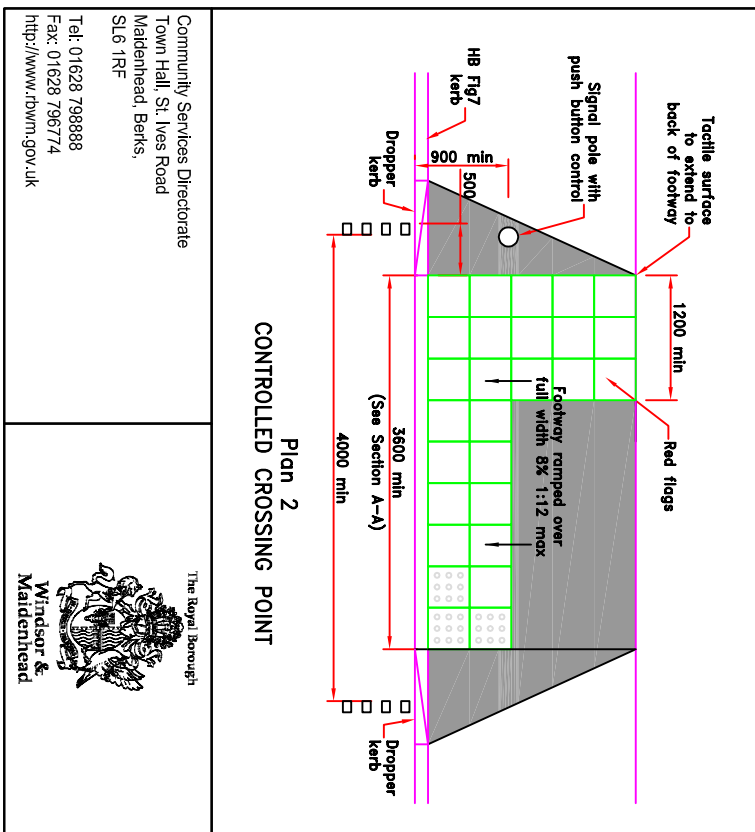 Tactile surface
to extend to
back of footway
1200 min
Red flags
Signal pole with
push button control
HB Fig7
kerb
900 min
500
Dropper
kerb
Footway ramped over
full width 8% 1:12 max
3600 min
(See Section A-A)
4000 min
Dropper
kerb
Plan 2
CONTROLLED CROSSING POINT
Community Services Directorate
Town Hall, St. Ives Road
Maidenhead, Berks,
SL6 1RF
Tel: 01628 798888
Fax: 01628 796774
http://www.rbwm.gov.uk
The Royal Borough
Windsor &
Maidenhead